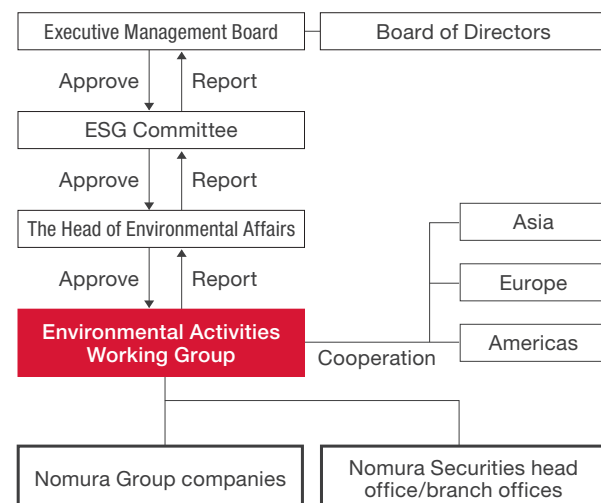 Executive Management Board
Board of Directors
Approve
Report
ESG Committee
Approve
Report
The Head of Environmental Affairs
Asia
Approve
Report
Europe
Environmental Activities
Working Group
Cooperation
Americas
Nomura Group companies
Nomura Securities head
office/branch offices